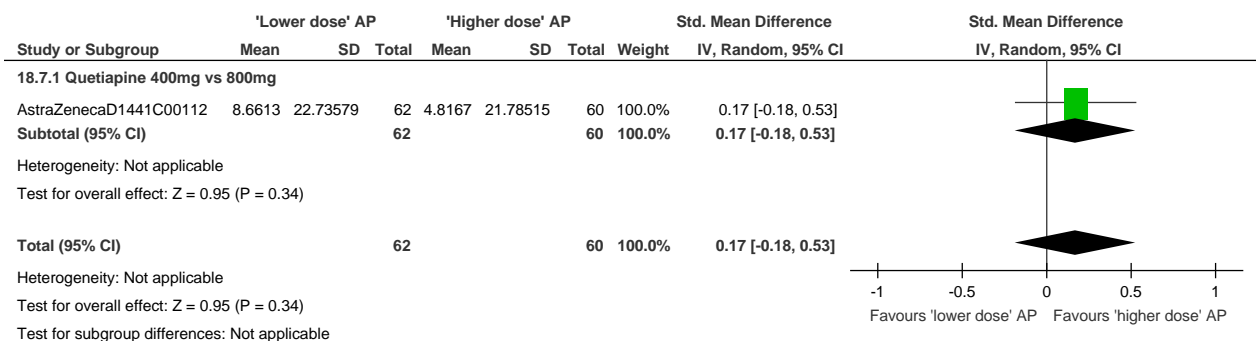 'Lower dose' AP 'Higher dose' AP Std. Mean Difference Std. Mean Difference
Study or Subgroup Mean SD Total Mean SD Total Weight IV, Random, 95% CI IV, Random, 95% CI
18.7.1 Quetiapine 400mg vs 800mg
AstraZenecaD1441C00112 8.6613 22.73579 62 4.8167 21.78515 60 100.0% 0.17 [-0.18, 0.53]
Subtotal (95% CI) 62 60 100.0% 0.17 [-0.18, 0.53]
Heterogeneity: Not applicable
Test for overall effect: Z = 0.95 (P = 0.34)
Total (95% CI) 62 60 100.0% 0.17 [-0.18, 0.53]
Heterogeneity: Not applicable
Test for overall effect: Z = 0.95 (P = 0.34)
Test for subgroup differences: Not applicable
-1 -0.5 0 0.5 1
Favours 'lower dose' AP Favours 'higher dose' AP